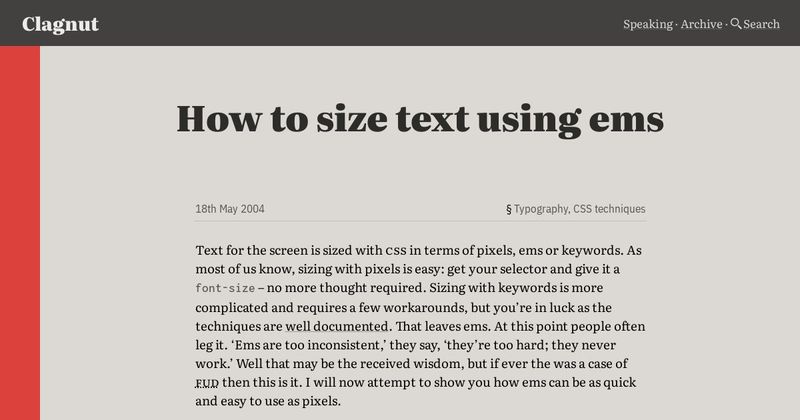 Clagnut
Speaking · Archive · Search
How to size text using ems
18th May 2004
§ Typography, CSS techniques
Text for the screen is sized with CSS in terms of pixels, ems or keywords. As
most of us know, sizing with pixels is easy: get your selector and give it a
font-size – no more thought required. Sizing with keywords is more
complicated and requires a few workarounds, but you’re in luck as the
techniques are well documented. That leaves ems. At this point people often
leg it. ‘Ems are too inconsistent,’ they say, ‘they’re too hard; they never
work.’ Well that may be the received wisdom, but if ever the was a case of
FUD then this is it. I will now attempt to show you how ems can be as quick
and easy to use as pixels.